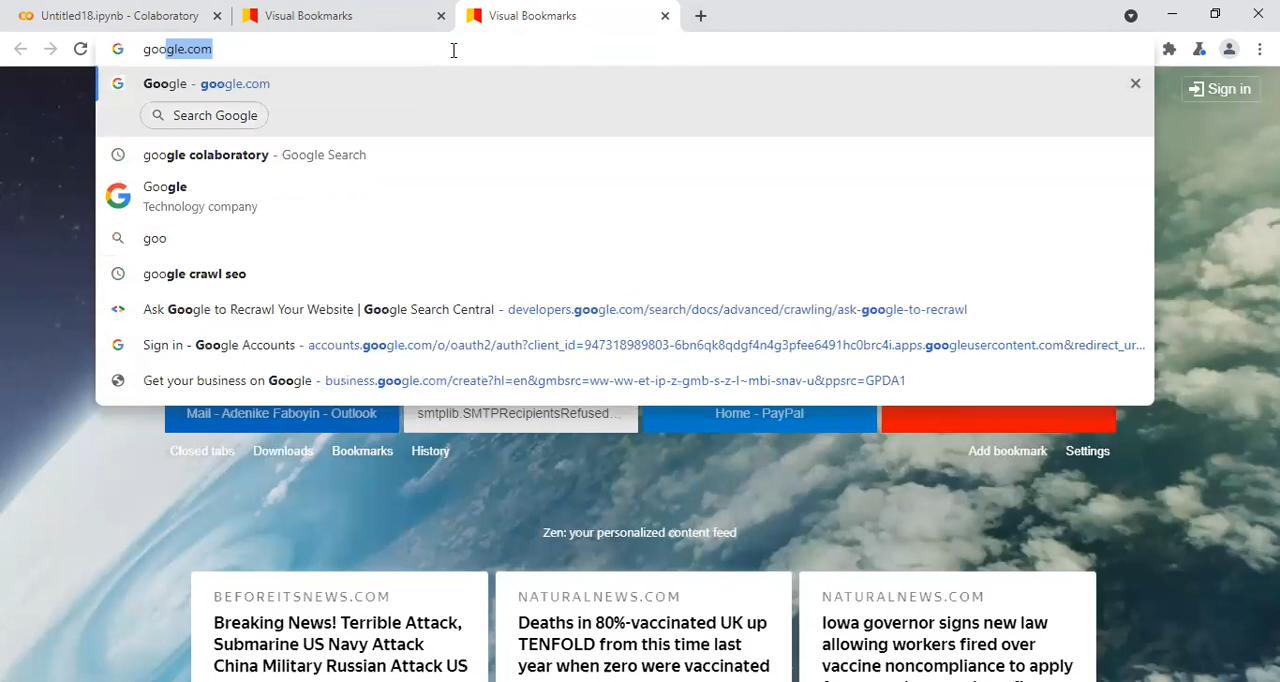 Untitled18.ipynb - Colaboratory
Visual Bookmarks
Visual Bookmarks
google.com
Google - google.com
Search Google
Sign in
google colaboratory - Google Search
Google
Technology company
goo
google crawl seo
Ask Google to Recrawl Your Website | Google Search Central - developers.google.com/search/docs/advanced/crawling/ask-google-to-recrawl
Sign in - Google Accounts - accounts.google.com/o/oauth2/auth?client_id=947318989803-6bn6qk8qdgf4n4g3pfee6491hc0brc4i.apps.googleusercontent.com&redirect_ur...
Get your business on Google - business.google.com/create?hl=en&gmbsrc=ww-ww-et-ip-z-gmb-s-z-l~mbi-snav-u&ppsrc=GPDA1
Mail - Adenike Faboyin - Outlook
smtplib.SMTPRecipientsRefused...
Home - PayPal
Closed tabs
Downloads
Bookmarks
History
Add bookmark
Settings
Zen: your personalized content feed
BEFOREITSNEWS.COM
Breaking News! Terrible Attack,
Submarine US Navy Attack
China Military Russian Attack US
NATURALNEWS.COM
Deaths in 80%-vaccinated UK up
TENFOLD from this time last
year when zero were vaccinated
NATURALNEWS.COM
Iowa governor signs new law
allowing workers fired over
vaccine noncompliance to apply